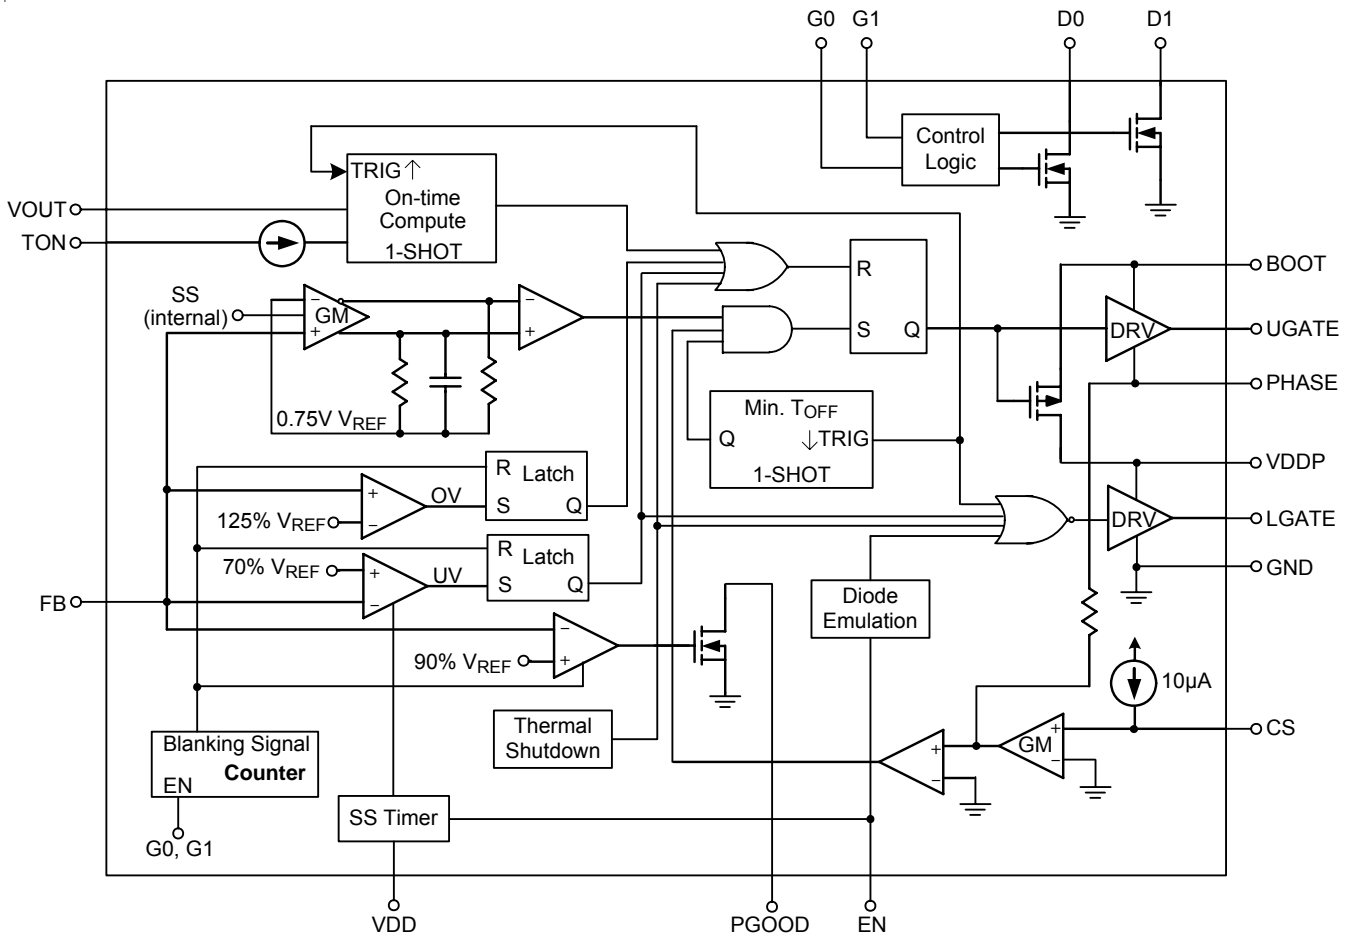 G0 G1 D0 D1
Control
Logic
TRIG↑
On-time
Compute
1-SHOT
VOUT
TON
R
S Q
BOOT
DRV
UGATE
PHASE
SS
(internal)
−
GM
+
−
+
0.75V VREF
Min. TOFF
Q ↓TRIG
1-SHOT
VDDP
DRV
LGATE
GND
R Latch
S Q
+
OV
−
125% VREF
R Latch
S Q
70% VREF
+
UV
−
FB
Diode
Emulation
−
90% VREF
+
10µA
CS
Thermal
Shutdown
+
−
+
GM
−
Blanking Signal
Counter
EN
G0, G1
SS Timer
VDD PGOOD EN